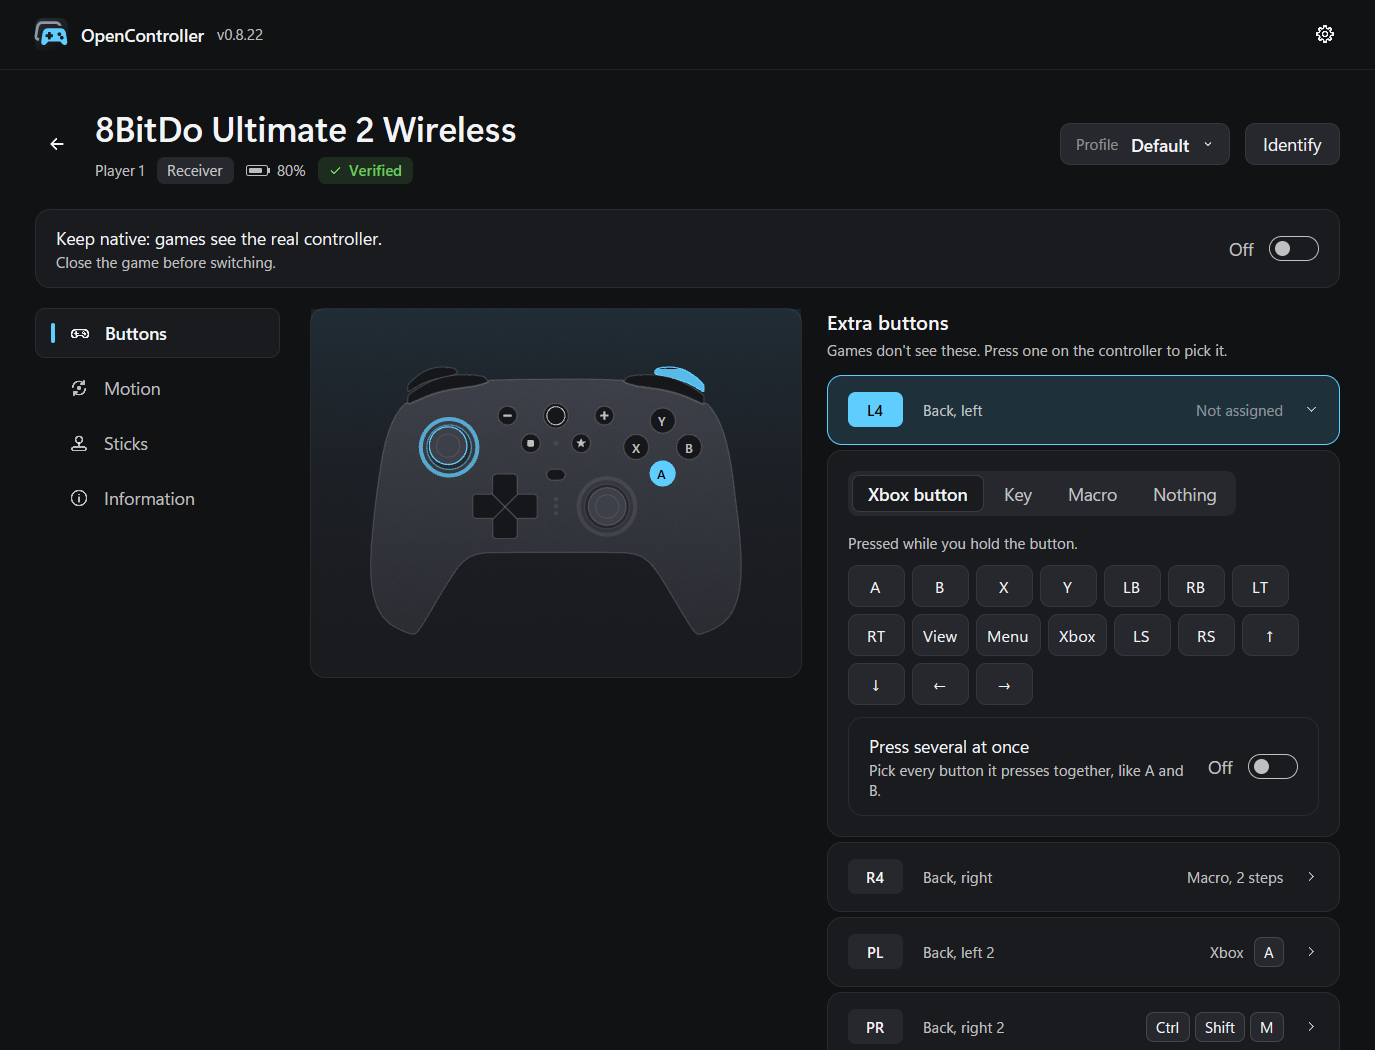 OpenController v0.8.22
8BitDo Ultimate 2 Wireless
Player 1 Receiver 80% Verified
Profile Default
Identify
Keep native: games see the real controller.
Close the game before switching.
Off
Buttons
Motion
Sticks
Information
Y
X
B
A
Extra buttons
Games don't see these. Press one on the controller to pick it.
L4 Back, left Not assigned
Xbox button Key Macro Nothing
Pressed while you hold the button.
A B X Y LB RB LT
RT View Menu Xbox LS RS ↑
↓ ← →
Press several at once
Pick every button it presses together, like A and
B.
Off
R4 Back, right Macro, 2 steps
PL Back, left 2 Xbox A
PR Back, right 2 Ctrl Shift M